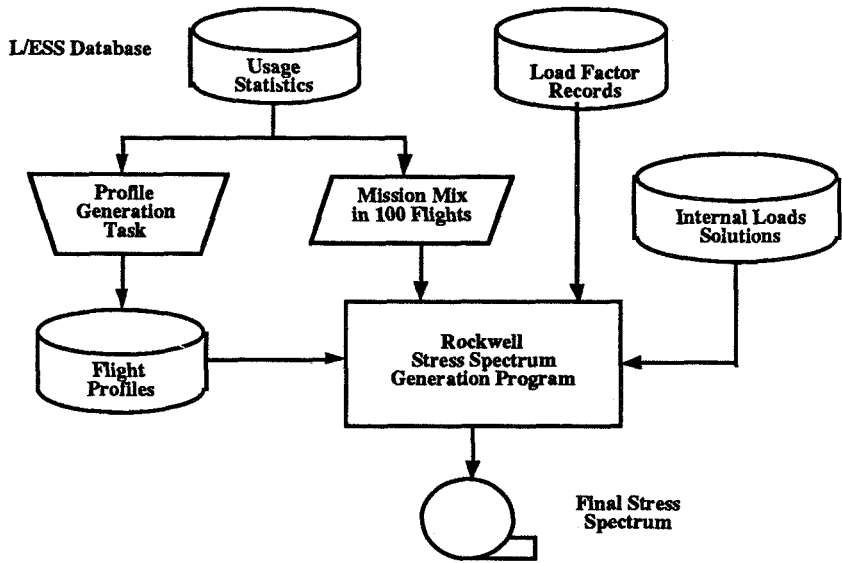 L/ESS Database
Usage
Statistics
Load Factor
Records
Profile
Generation
Task
Mission Mix
in 100 Flights
Internal Loads
Solutions
Flight
Profiles
Rockwell
Stress Spectrum
Generation Program
Final Stress
Spectrum